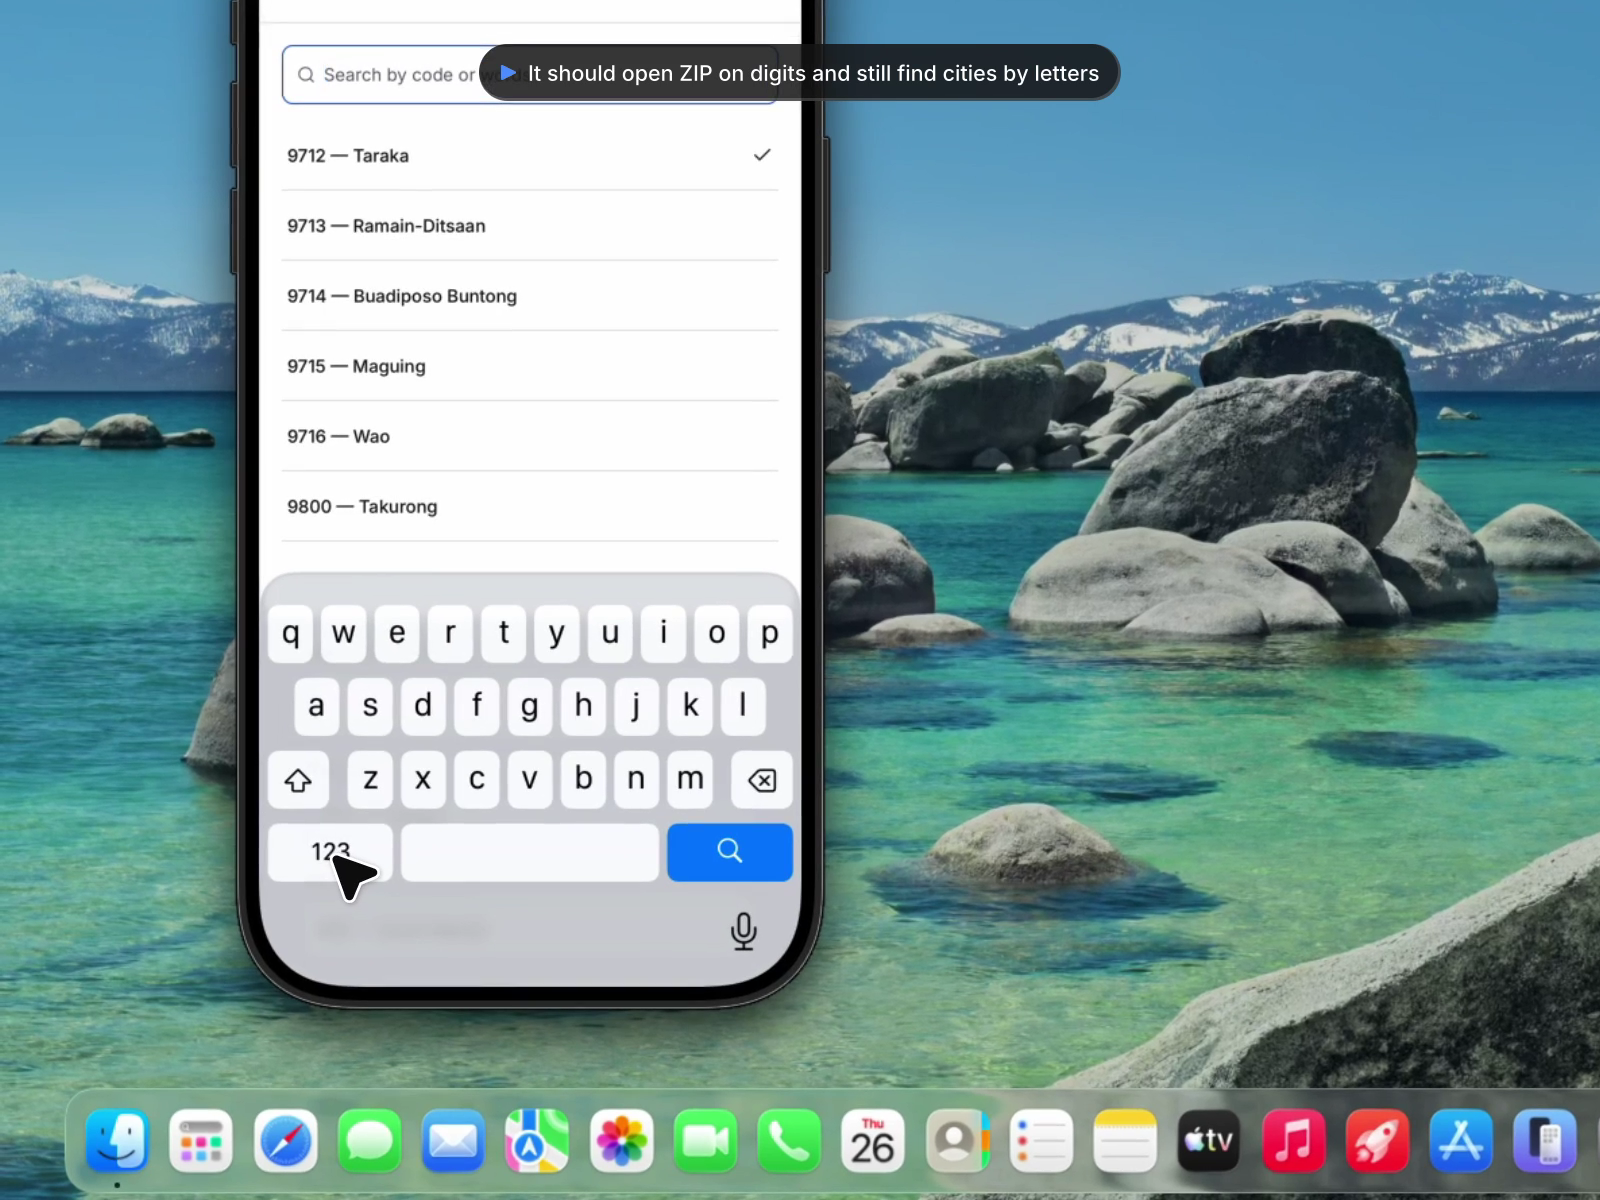 Search by code or
It should open ZIP on digits and still find cities by letters
9712 — Taraka
9713 — Ramain-Ditsaan
9714 — Buadiposo Buntong
9715 — Maguing
9716 — Wao
9800 — Takurong
q w e r t y u i o p
a s d f g h j k l
z x c v b n m
123
Thu
26
tv